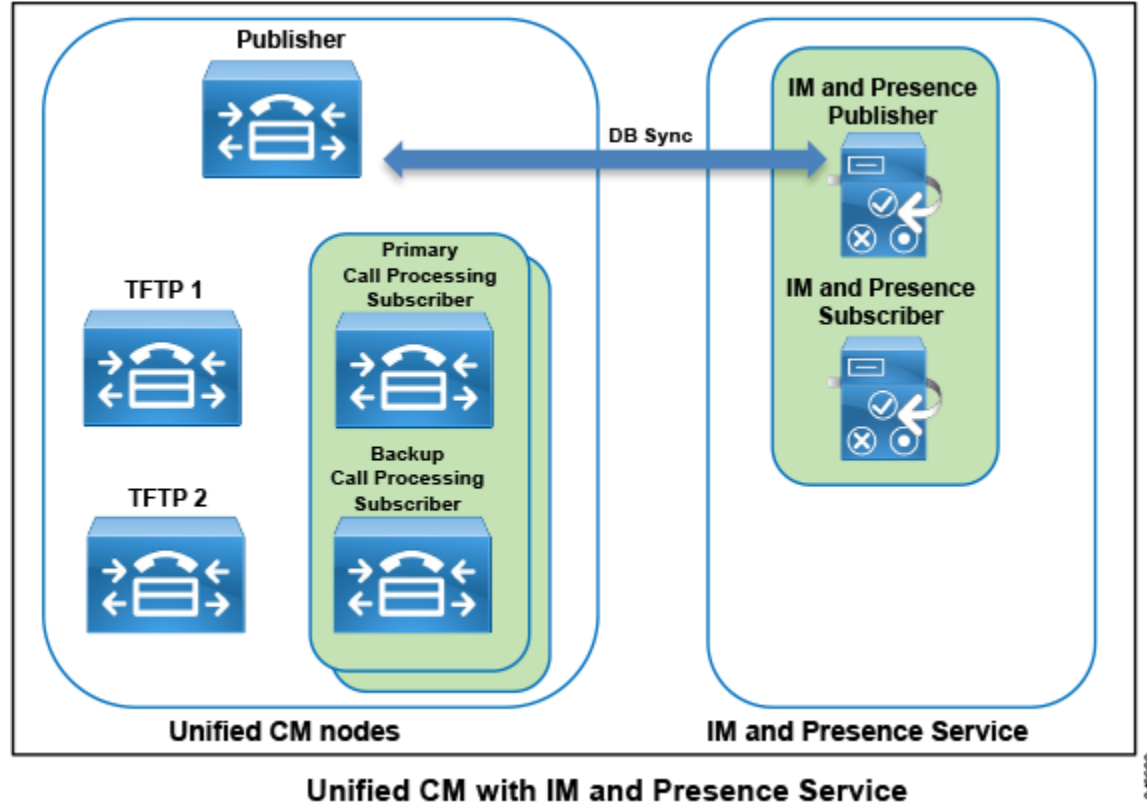 Publisher
DB Sync
IM and Presence
Publisher
Primary
Call Processing
Subscriber
TFTP 1
IM and Presence
Subscriber
Backup
Call Processing
Subscriber
TFTP 2
Unified CM nodes
IM and Presence Service
Unified CM with IM and Presence Service